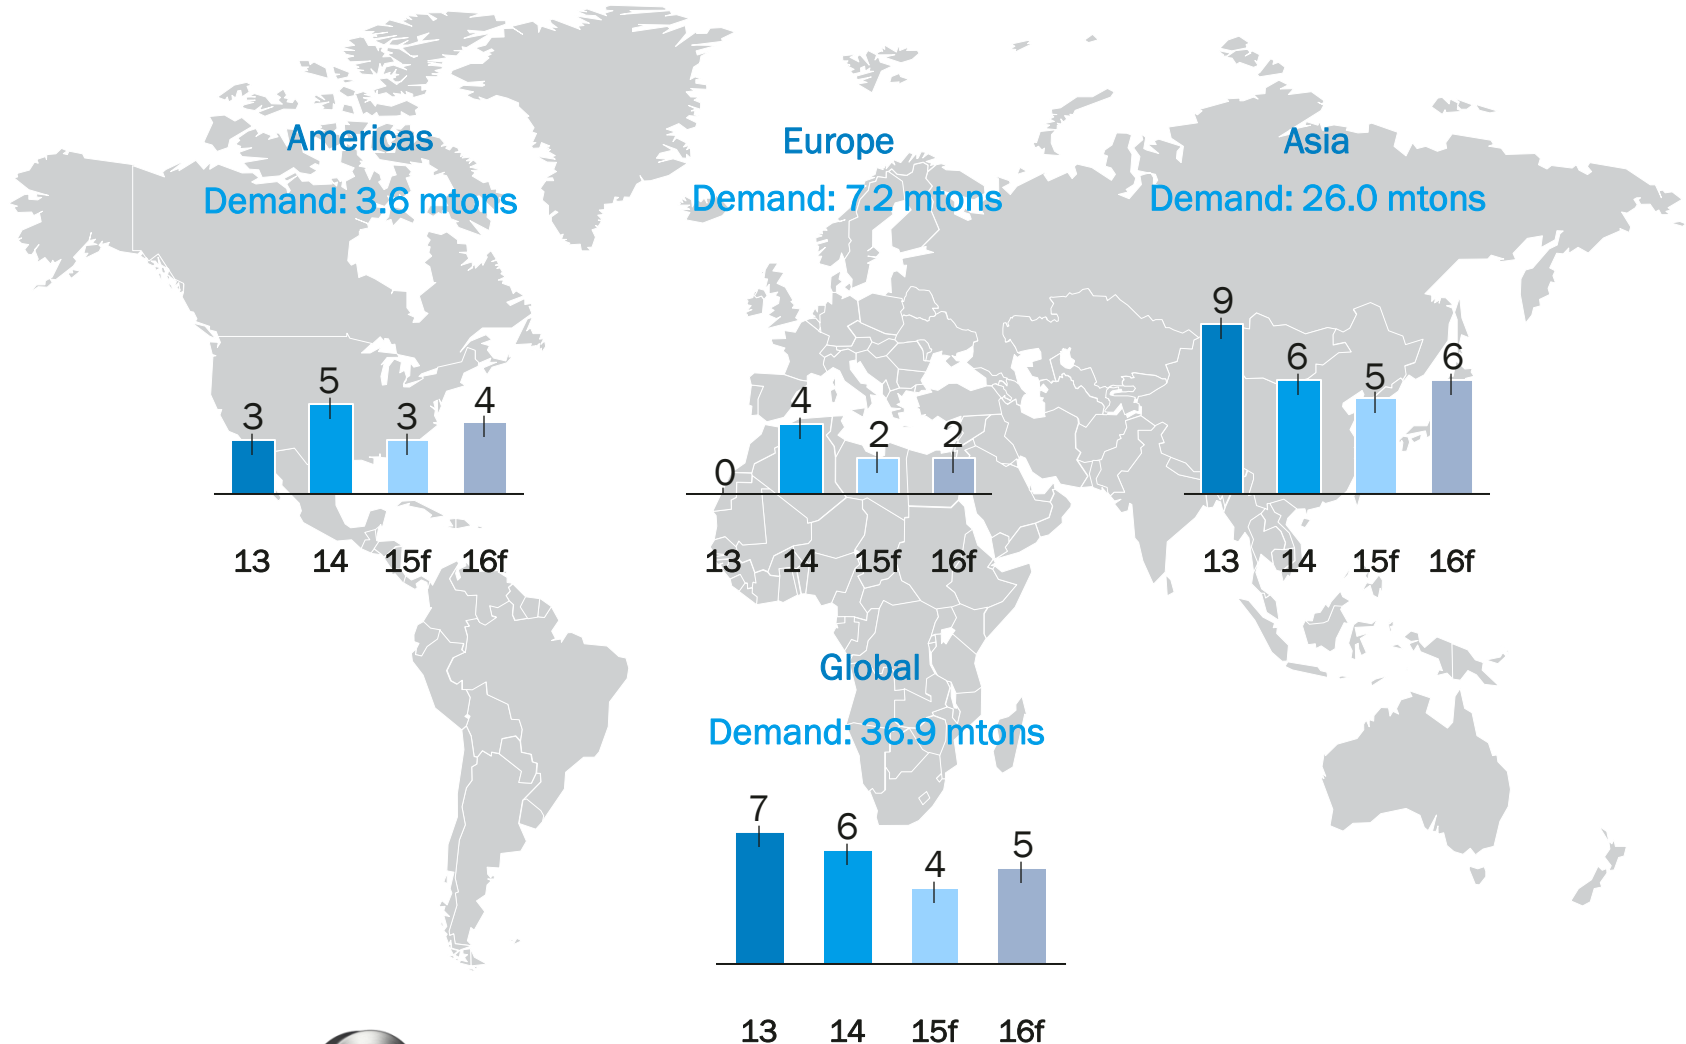 Americas
Demand: 3.6 mtons
3 5 3 4
13 14 15f 16f
Europe
Demand: 7.2 mtons
0 4 2 2
13 14 15f 16f
Asia
Demand: 26.0 mtons
9 6 5 6
13 14 15f 16f
Global
Demand: 36.9 mtons
7 6 4 5
13 14 15f 16f